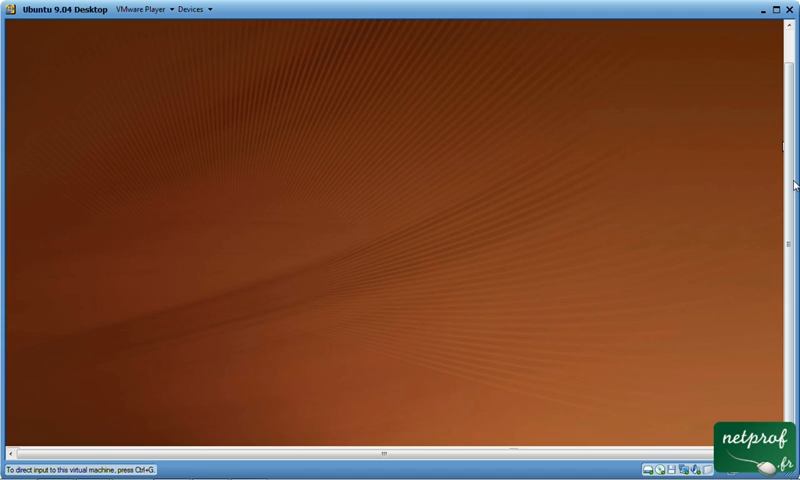 Ubuntu 9.04 Desktop VMware Player Devices
To direct input to this virtual machine, press Ctrl+G.
netprof
.fr